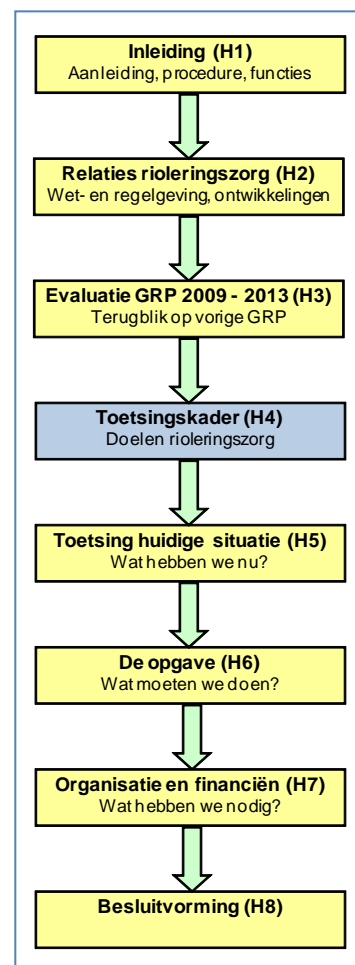 Inleiding (H1)
Aanleiding, procedure, functies
Relaties rioleringszorg (H2)
Wet- en regelgeving, ontwikkelingen
Evaluatie GRP 2009 - 2013 (H3)
Terugblik op vorige GRP
Toetsingskader (H4)
Doelen rioleringszorg
Toetsing huidige situatie (H5)
Wat hebben we nu?
De opgave (H6)
Wat moeten we doen?
Organisatie en financiën (H7)
Wat hebben we nodig?
Besluitvorming (H8)